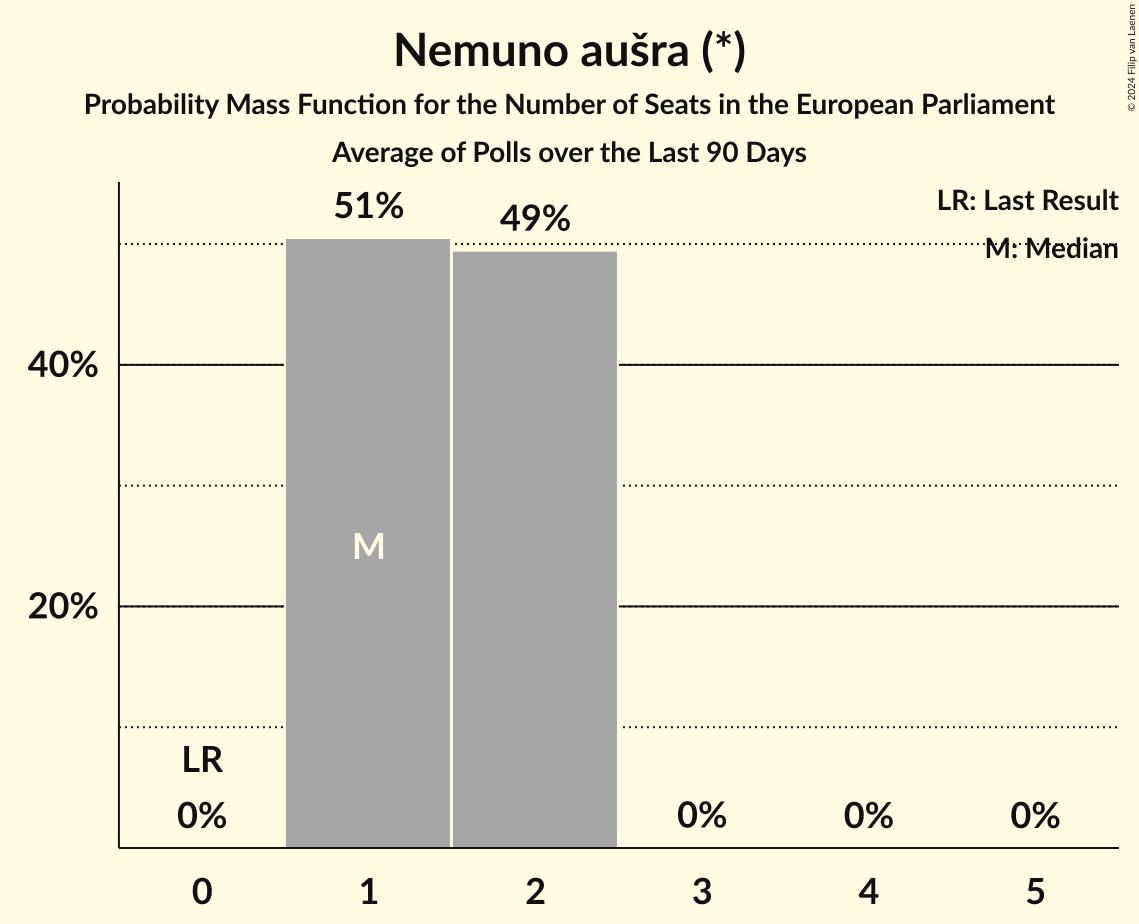 Nemuno aušra (*)
Probability Mass Function for the Number of Seats in the European Parliament
Average of Polls over the Last 90 Days
© 2024 Filip van Laenen
LR: Last Result
M: Median
51%
49%
40%
20%
M
LR
0%
0%
0%
0%
0
1
2
3
4
5